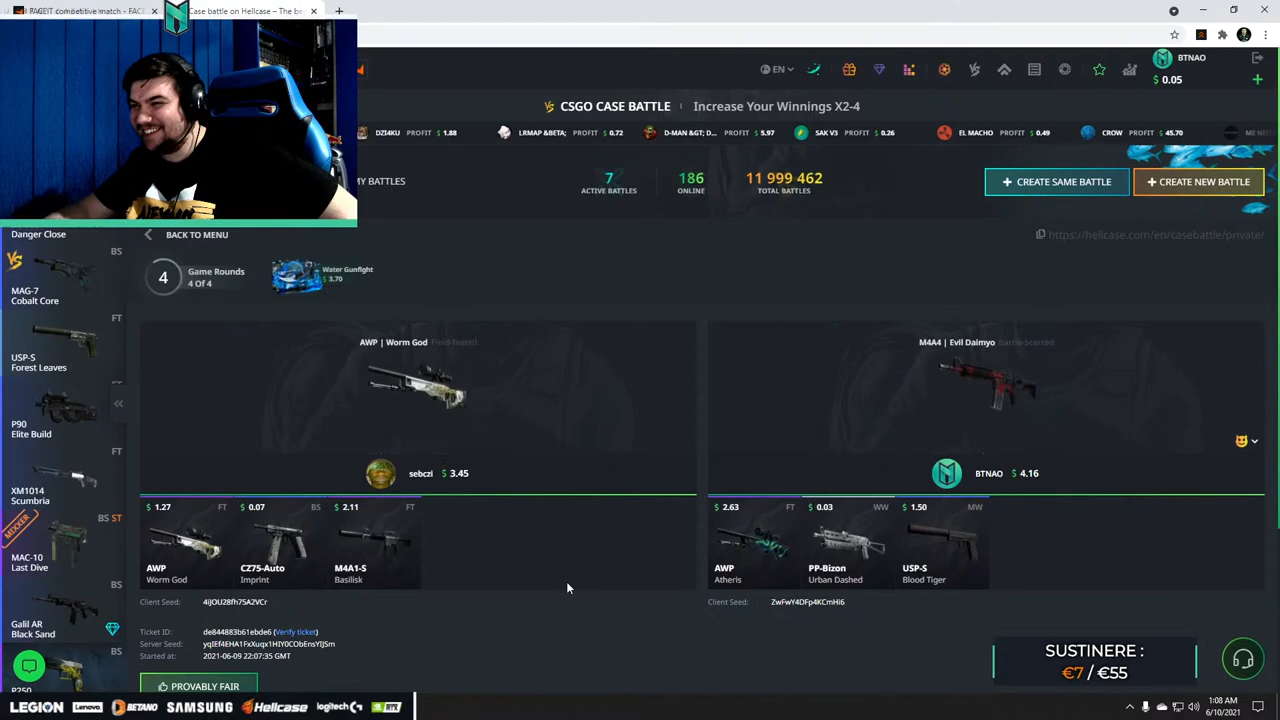 PAGEIT competitive match - FACE
Case battle on Hellcase - The be
EN
BTNAO
$ 0.05
CSGO CASE BATTLE
Increase Your Winnings X2-4
DZI4KU PROFIT $ 1.88
LRMAP &BETA; PROFIT $ 0.72
D-MAN &GT; D... PROFIT $ 5.97
SAK V3 PROFIT $ 0.26
EL MACHO PROFIT $ 0.49
CROW PROFIT $ 45.70
MY BATTLES
7
ACTIVE BATTLES
186
ONLINE
11 999 462
TOTAL BATTLES
+ CREATE SAME BATTLE
+ CREATE NEW BATTLE
BACK TO MENU
https://hellcase.com/en/casebattle/private/
4
Game Rounds
4 Of 4
Water Gunfight
$ 3.70
Danger Close
BS
VS
MAG-7
Cobalt Core
FT
USP-S
Forest Leaves
P90
Elite Build
FT
XM1014
Scumbria
BS ST
MIXXER
MAC-10
Last Dive
BS
Galil AR
Black Sand
BS
P250
AWP | Worm God Field-Tested
sebczi $ 3.45
$ 1.27 FT
AWP
Worm God
$ 0.07 BS
CZ75-Auto
Imprint
$ 2.11 FT
M4A1-S
Basilisk
Client Seed: 4iJOU28fh75A2VCr
Ticket ID: de844883b61ebde6 (Verify ticket)
Server Seed: yqIEf4EHA1FxXuqx1HIY0CObEnsYIJSm
Started at: 2021-06-09 22:07:35 GMT
PROVABLY FAIR
M4A4 | Evil Daimyo Battle-Scarred
BTNAO $ 4.16
$ 2.63 FT
AWP
Atheris
$ 0.03 WW
PP-Bizon
Urban Dashed
$ 1.50 MW
USP-S
Blood Tiger
Client Seed: ZwFwY4DFp4KCmHi6
SUSTINERE :
€7 / €55
LEGION Lenovo BETANO SAMSUNG Hellcase logitech G RTX
1:08 AM
6/10/2021